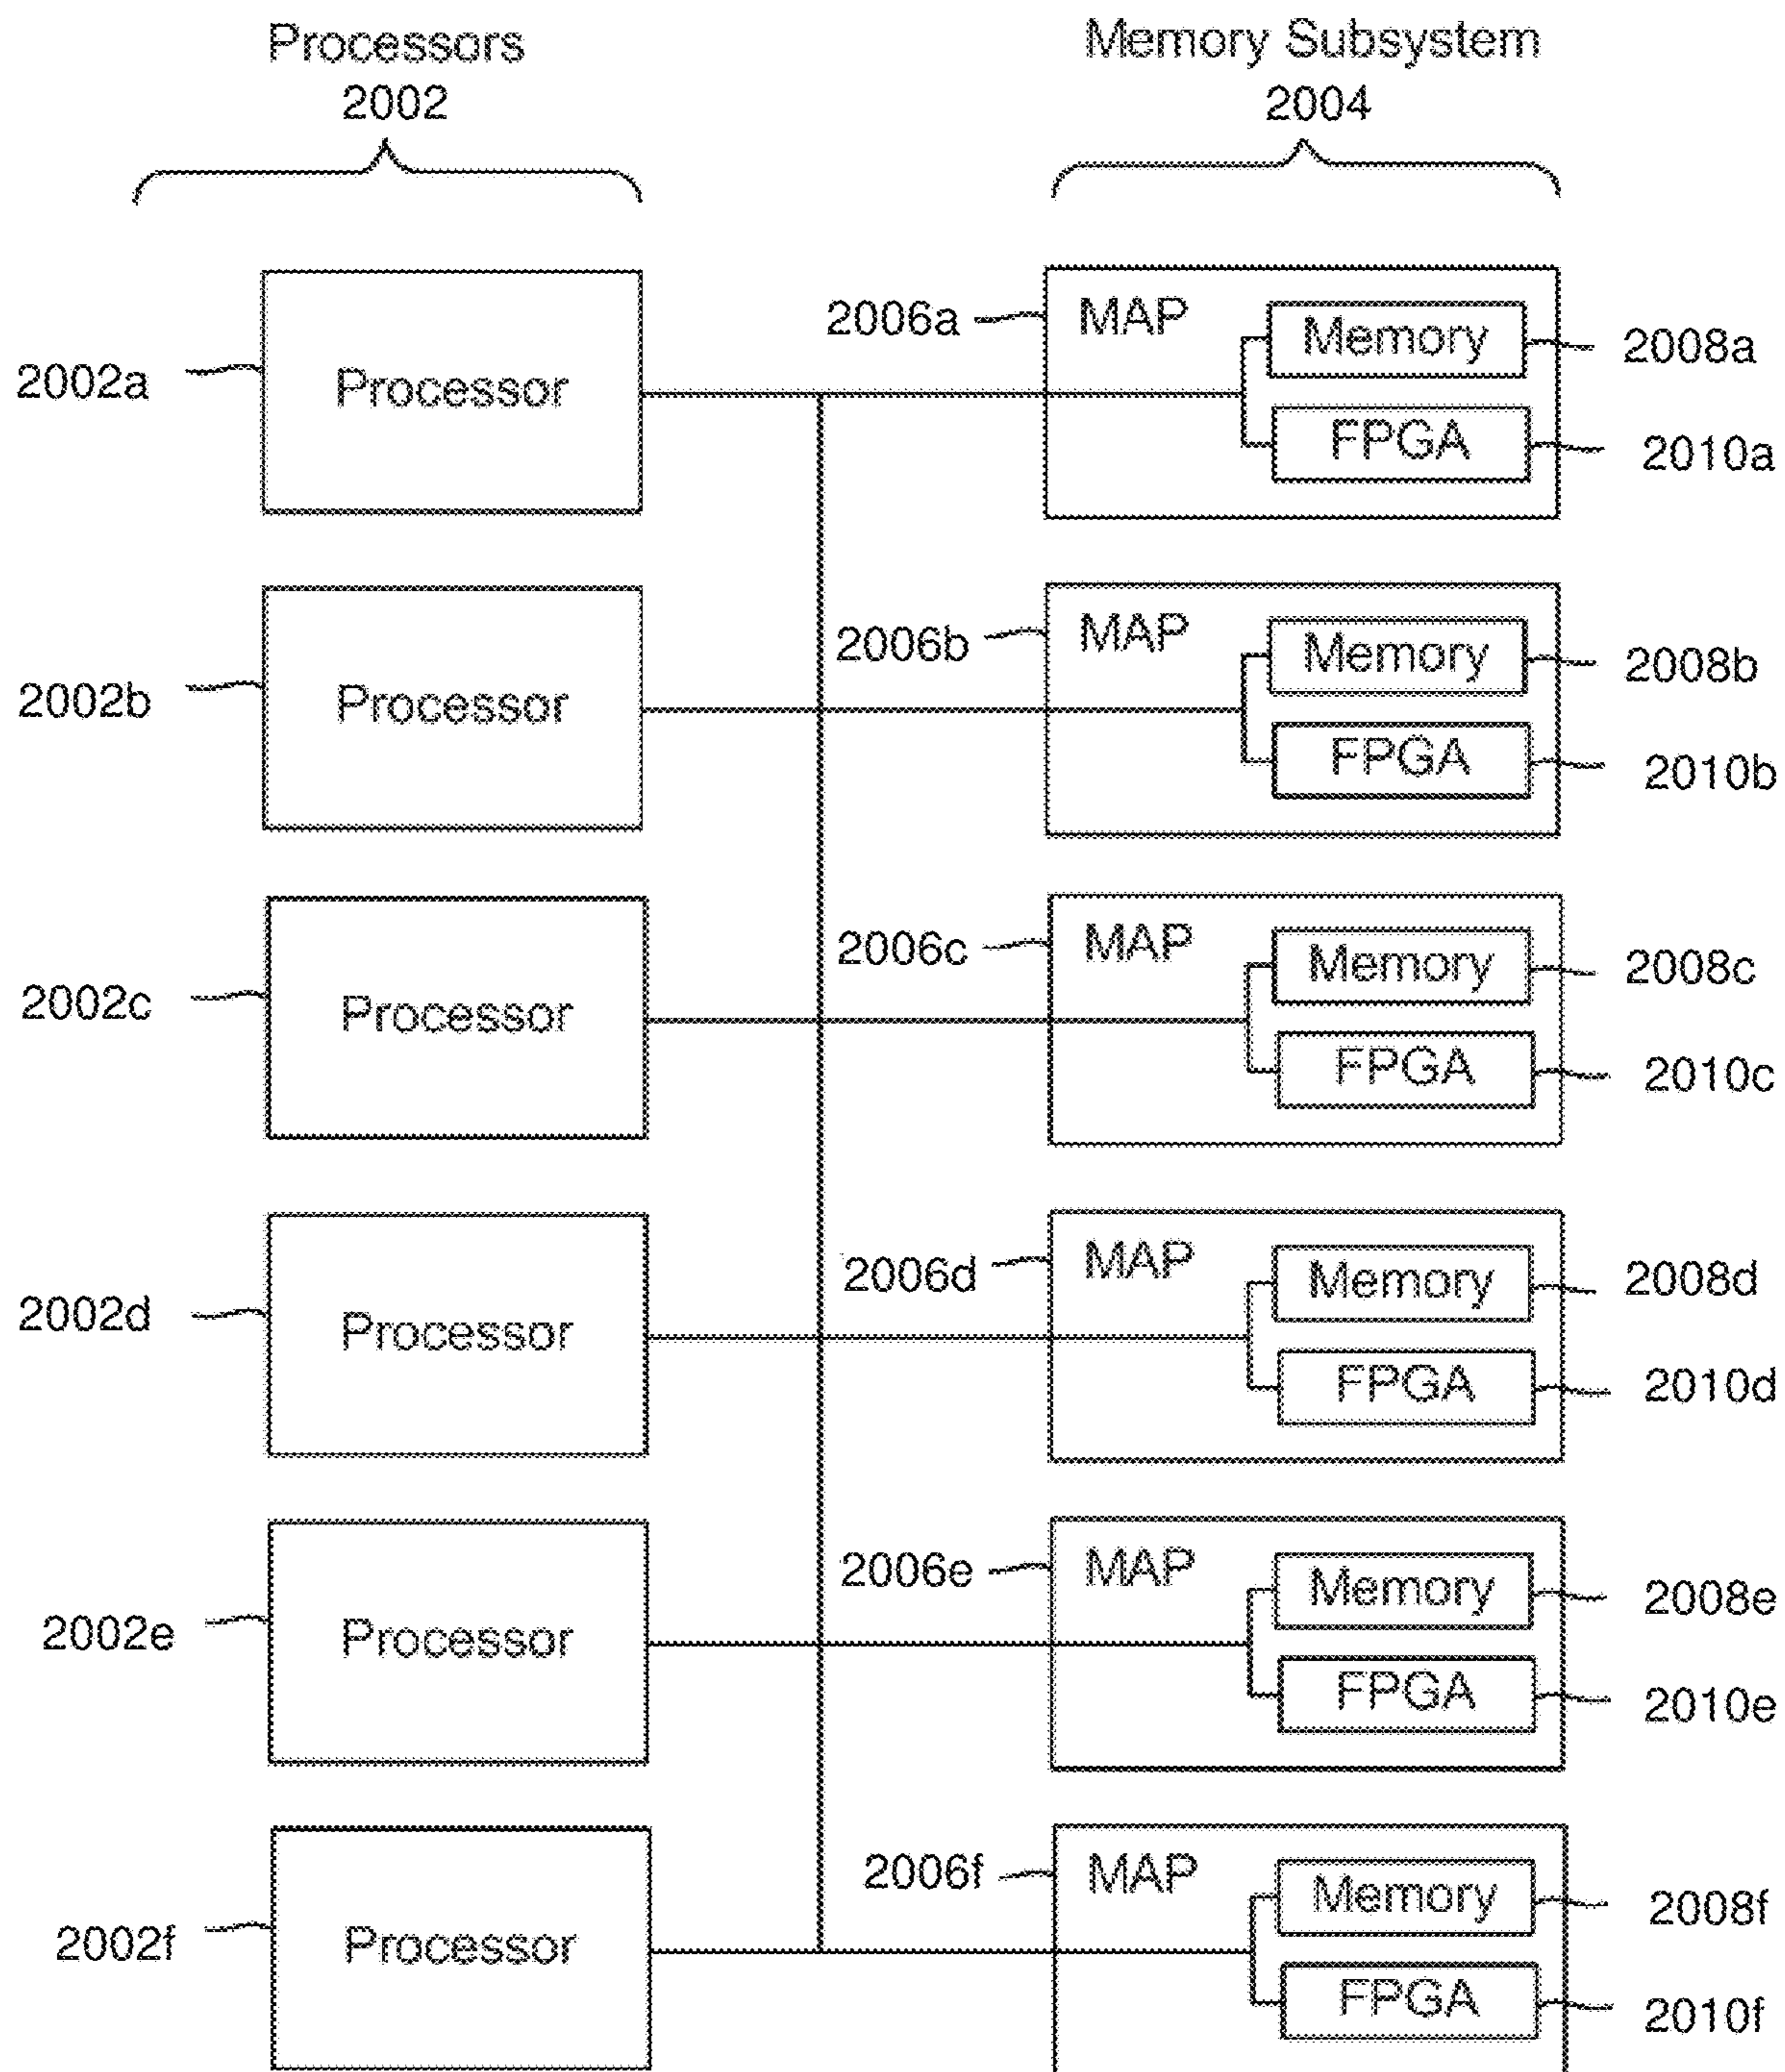 Processors
2002
Memory Subsystem
2004
2006a
MAP
Memory
2008a
2002a
Processor
FPGA
2010a
2006b
MAP
Memory
2008b
2002b
Processor
FPGA
2010b
2006c
MAP
Memory
2008c
2002c
Processor
FPGA
2010c
2006d
MAP
Memory
2008d
2002d
Processor
FPGA
2010d
2006e
MAP
Memory
2008e
2002e
Processor
FPGA
2010e
2006f
MAP
Memory
2008f
2002f
Processor
FPGA
2010f